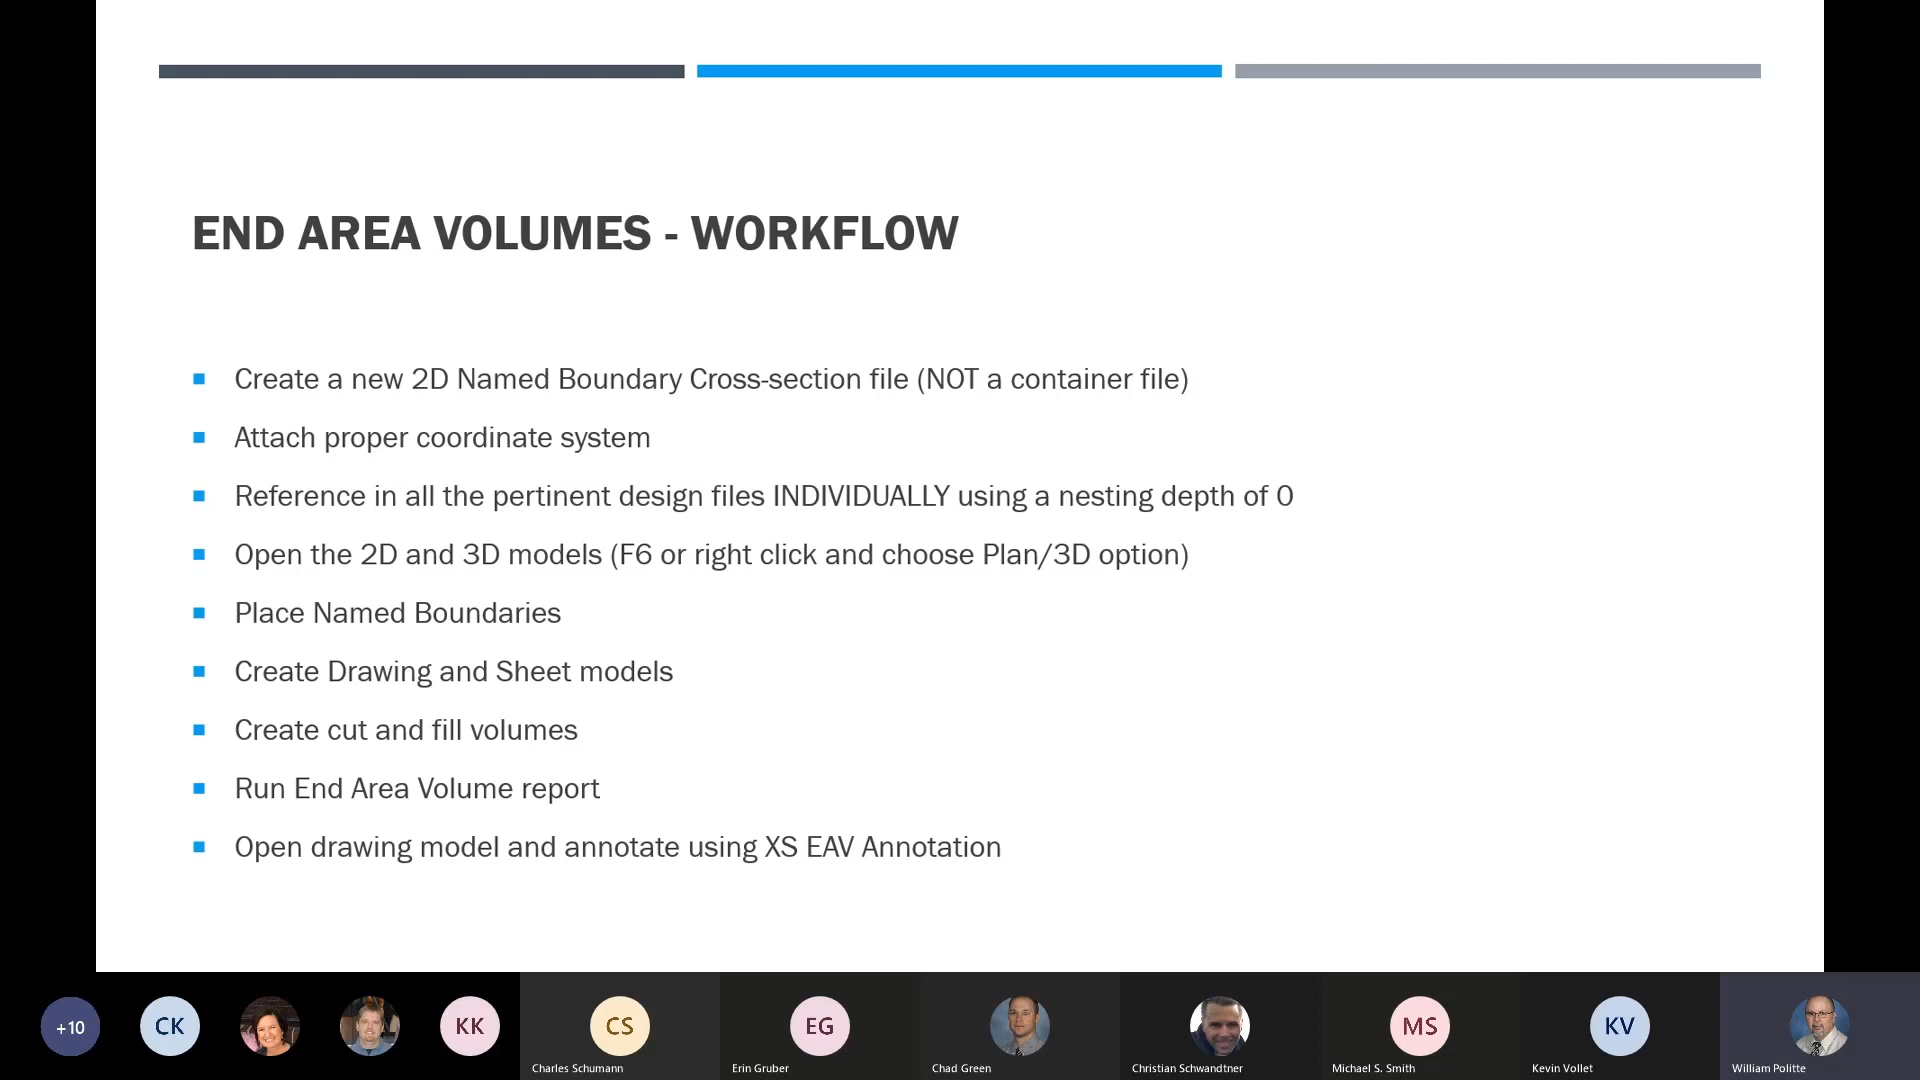 END AREA VOLUMES - WORKFLOW
Create a new 2D Named Boundary Cross-section file (NOT a container file)
Attach proper coordinate system
Reference in all the pertinent design files INDIVIDUALLY using a nesting depth of 0
Open the 2D and 3D models (F6 or right click and choose Plan/3D option)
Place Named Boundaries
Create Drawing and Sheet models
Create cut and fill volumes
Run End Area Volume report
Open drawing model and annotate using XS EAV Annotation
+10
CK
KK
CS
EG
MS
KV
Charles Schumann
Erin Gruber
Chad Green
Christian Schwandtner
Michael S. Smith
Kevin Vollet
William Politte